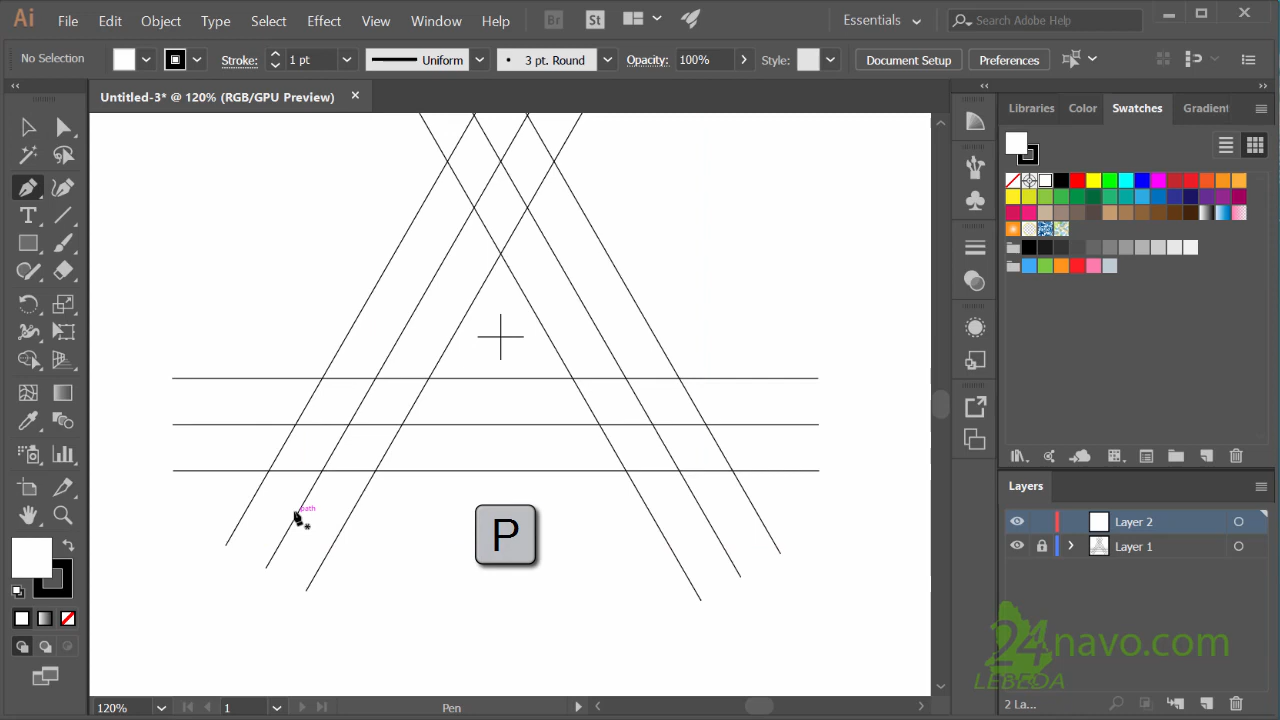 Ai File Edit Object Type Select Effect View Window Help Br St Essentials Search Adobe Help
No Selection Stroke: 1 pt Uniform 3 pt. Round Opacity: 100% Style: Document Setup Preferences
Untitled-3* @ 120% (RGB/GPU Preview)
Libraries Color Swatches Gradient
path
P
Layers
Layer 2
Layer 1
24navo.com
LEBEDA
120% 1 Pen 2 La...